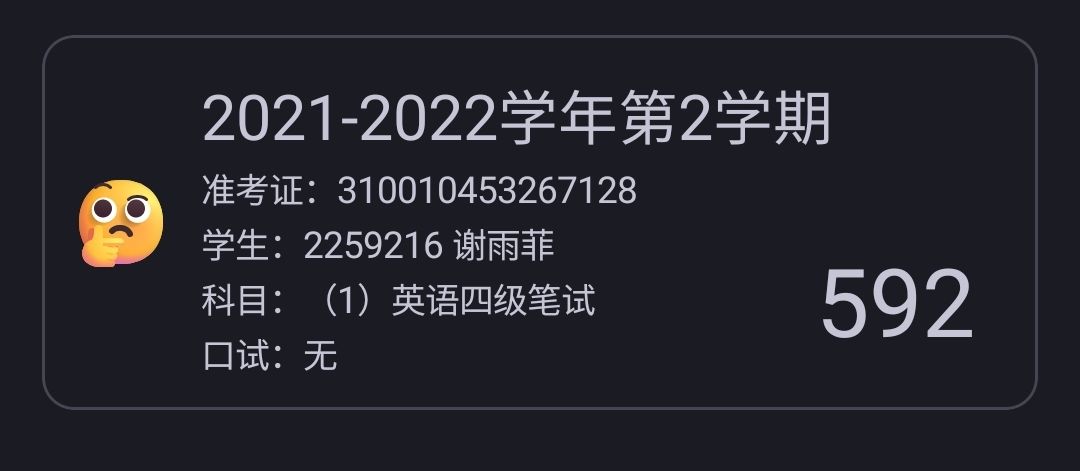 2021-2022学年第2学期
准考证：310010453267128
学生：2259216 谢雨菲
科目：（1）英语四级笔试
592
口试：无